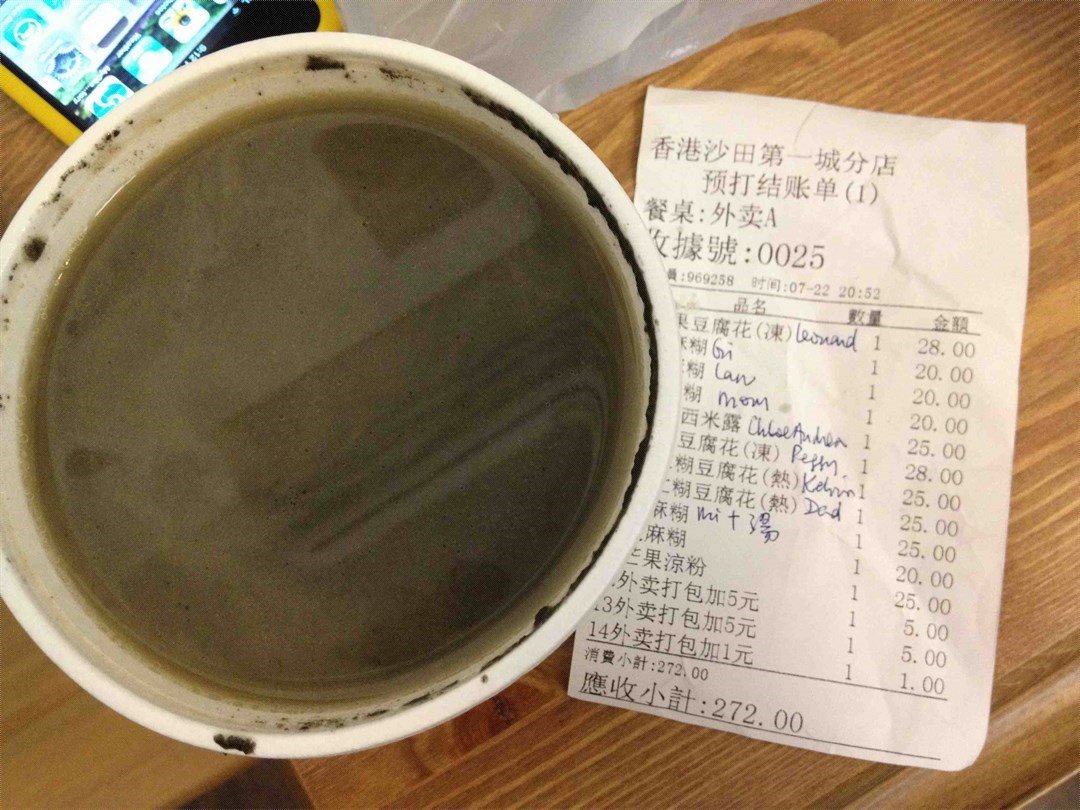 香港沙田第一城分店
预打结账单(1)
餐桌:外卖A
收據號:0025
員:969258 时间:07-22 20:52
品名 數量 金額
果豆腐花(凍) Leonard 1 28.00
麻糊 1 20.00
糊 Lan 1 20.00
糊 mom 1 20.00
西米露 Chloe Andrea 1 25.00
豆腐花(凍) Peggy 1 28.00
糊豆腐花(熱) Kelvin 1 25.00
糊豆腐花(熱) Dad 1 25.00
麻糊 mi+湯 1 25.00
麻糊 1 20.00
芒果涼粉 1 25.00
外卖打包加5元 1 5.00
13外卖打包加5元 1 5.00
14外卖打包加1元 1 1.00
消費小計:272.00
應收小計:272.00